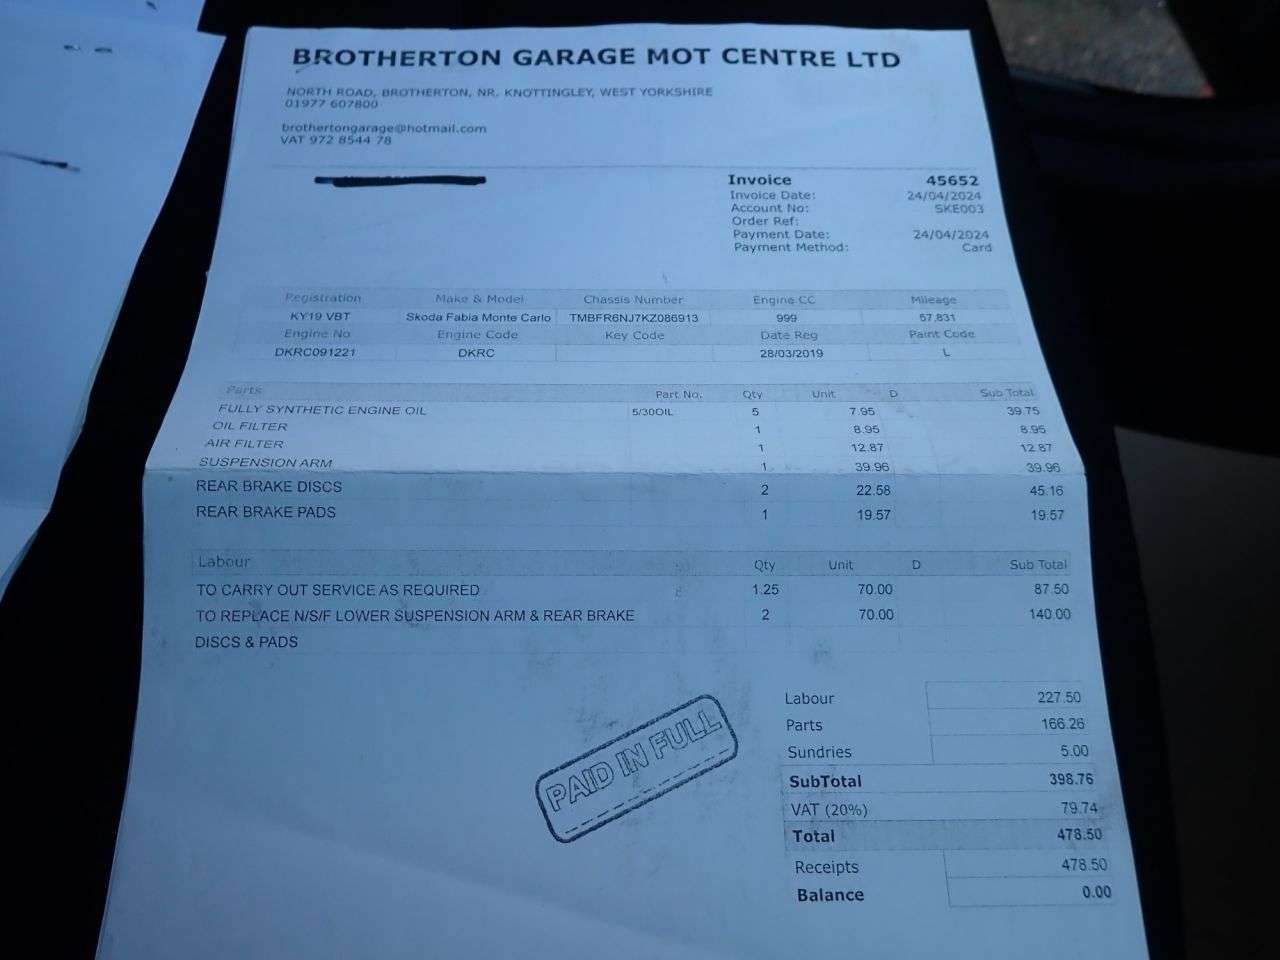 BROTHERTON GARAGE MOT CENTRE LTD
NORTH ROAD, BROTHERTON, NR. KNOTTINGLEY, WEST YORKSHIRE
01977 607800
brothertongarage@hotmail.com
VAT 972 8544 78
Invoice 45652
Invoice Date: 24/04/2024
Account No: SKE003
Order Ref:
Payment Date: 24/04/2024
Payment Method: Card
Registration Make & Model Chassis Number Engine CC Mileage
KY19 VBT Skoda Fabia Monte Carlo TMBFR6NJ7KZ086913 999 57,831
Engine No Engine Code Key Code Date Reg Paint Code
DKRC091221 DKRC 28/03/2019 L
Parts Part No. Qty Unit D Sub Total
FULLY SYNTHETIC ENGINE OIL 5/30OIL 5 7.95 39.75
OIL FILTER 1 8.95 8.95
AIR FILTER 1 12.87 12.87
SUSPENSION ARM 1 39.96 39.96
REAR BRAKE DISCS 2 22.58 45.16
REAR BRAKE PADS 1 19.57 19.57
Labour Qty Unit D Sub Total
TO CARRY OUT SERVICE AS REQUIRED 1.25 70.00 87.50
TO REPLACE N/S/F LOWER SUSPENSION ARM & REAR BRAKE 2 70.00 140.00
DISCS & PADS
Labour 227.50
Parts 166.26
Sundries 5.00
SubTotal 398.76
VAT (20%) 79.74
Total 478.50
Receipts 478.50
Balance 0.00
PAID IN FULL